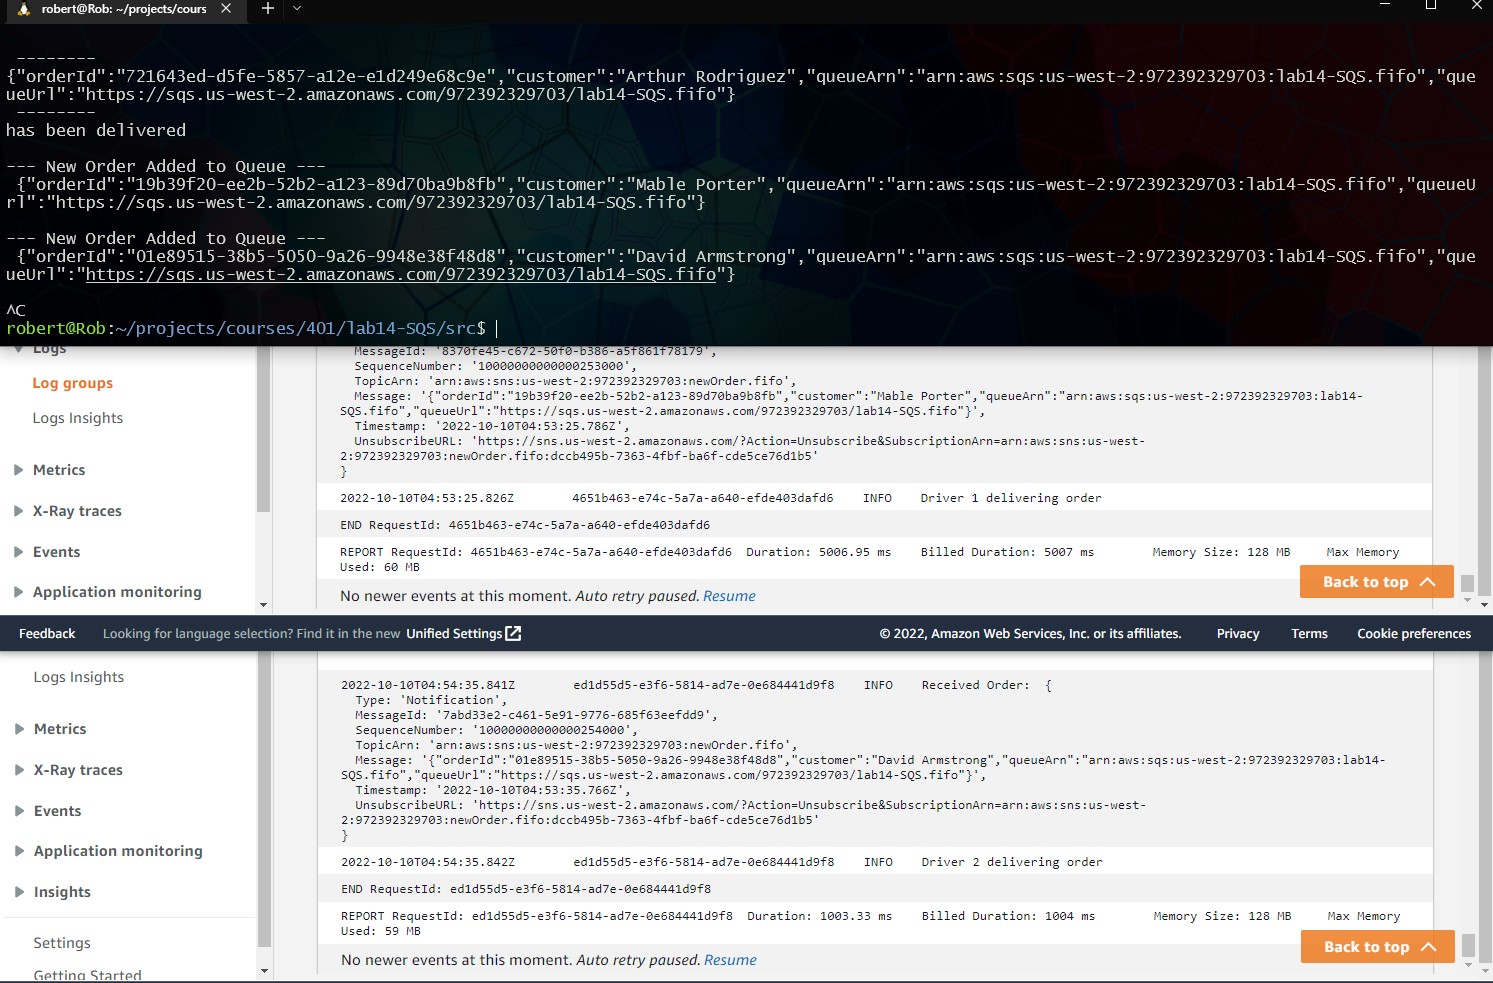 robert@Rob: ~/projects/cours
--------
{"orderId":"721643ed-d5fe-5857-a12e-e1d249e68c9e","customer":"Arthur Rodriguez","queueArn":"arn:aws:sqs:us-west-2:972392329703:lab14-SQS.fifo","que
ueUrl":"https://sqs.us-west-2.amazonaws.com/972392329703/lab14-SQS.fifo"}
--------
has been delivered
--- New Order Added to Queue ---
{"orderId":"19b39f20-ee2b-52b2-a123-89d70ba9b8fb","customer":"Mable Porter","queueArn":"arn:aws:sqs:us-west-2:972392329703:lab14-SQS.fifo","queueU
rl":"https://sqs.us-west-2.amazonaws.com/972392329703/lab14-SQS.fifo"}
--- New Order Added to Queue ---
{"orderId":"01e89515-38b5-5050-9a26-9948e38f48d8","customer":"David Armstrong","queueArn":"arn:aws:sqs:us-west-2:972392329703:lab14-SQS.fifo","que
ueUrl":"https://sqs.us-west-2.amazonaws.com/972392329703/lab14-SQS.fifo"}
^C
robert@Rob:~/projects/courses/401/lab14-SQS/src$
Logs
Log groups
Logs Insights
Metrics
X-Ray traces
Events
Application monitoring
MessageId: '8370fe45-c672-50f0-b386-a5f861f78179',
SequenceNumber: '10000000000000253000',
TopicArn: 'arn:aws:sns:us-west-2:972392329703:newOrder.fifo',
Message: '{"orderId":"19b39f20-ee2b-52b2-a123-89d70ba9b8fb","customer":"Mable Porter","queueArn":"arn:aws:sqs:us-west-2:972392329703:lab14-
SQS.fifo","queueUrl":"https://sqs.us-west-2.amazonaws.com/972392329703/lab14-SQS.fifo"}',
Timestamp: '2022-10-10T04:53:25.786Z',
UnsubscribeURL: 'https://sns.us-west-2.amazonaws.com/?Action=Unsubscribe&SubscriptionArn=arn:aws:sns:us-west-
2:972392329703:newOrder.fifo:dccb495b-7363-4fbf-ba6f-cde5ce76d1b5'
}
2022-10-10T04:53:25.826Z 4651b463-e74c-5a7a-a640-efde403dafd6 INFO Driver 1 delivering order
END RequestId: 4651b463-e74c-5a7a-a640-efde403dafd6
REPORT RequestId: 4651b463-e74c-5a7a-a640-efde403dafd6 Duration: 5006.95 ms Billed Duration: 5007 ms Memory Size: 128 MB Max Memory
Used: 60 MB
Back to top
No newer events at this moment. Auto retry paused. Resume
Feedback Looking for language selection? Find it in the new Unified Settings © 2022, Amazon Web Services, Inc. or its affiliates. Privacy Terms Cookie preferences
Logs Insights
Metrics
X-Ray traces
Events
Application monitoring
Insights
Settings
Getting Started
2022-10-10T04:54:35.841Z ed1d55d5-e3f6-5814-ad7e-0e684441d9f8 INFO Received Order: {
Type: 'Notification',
MessageId: '7abd33e2-c461-5e91-9776-685f63eefdd9',
SequenceNumber: '10000000000000254000',
TopicArn: 'arn:aws:sns:us-west-2:972392329703:newOrder.fifo',
Message: '{"orderId":"01e89515-38b5-5050-9a26-9948e38f48d8","customer":"David Armstrong","queueArn":"arn:aws:sqs:us-west-2:972392329703:lab14-
SQS.fifo","queueUrl":"https://sqs.us-west-2.amazonaws.com/972392329703/lab14-SQS.fifo"}',
Timestamp: '2022-10-10T04:53:35.766Z',
UnsubscribeURL: 'https://sns.us-west-2.amazonaws.com/?Action=Unsubscribe&SubscriptionArn=arn:aws:sns:us-west-
2:972392329703:newOrder.fifo:dccb495b-7363-4fbf-ba6f-cde5ce76d1b5'
}
2022-10-10T04:54:35.842Z ed1d55d5-e3f6-5814-ad7e-0e684441d9f8 INFO Driver 2 delivering order
END RequestId: ed1d55d5-e3f6-5814-ad7e-0e684441d9f8
REPORT RequestId: ed1d55d5-e3f6-5814-ad7e-0e684441d9f8 Duration: 1003.33 ms Billed Duration: 1004 ms Memory Size: 128 MB Max Memory
Used: 59 MB
Back to top
No newer events at this moment. Auto retry paused. Resume